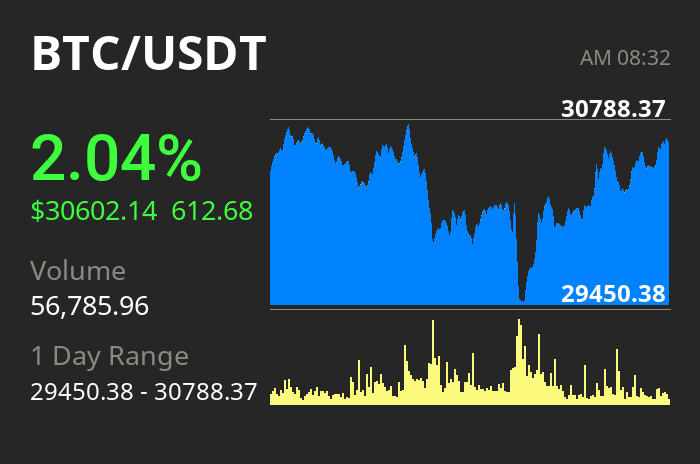 BTC/USDT
AM 08:32
30788.37
2.04%
$30602.14 612.68
Volume
56,785.96
29450.38
1 Day Range
29450.38 - 30788.37